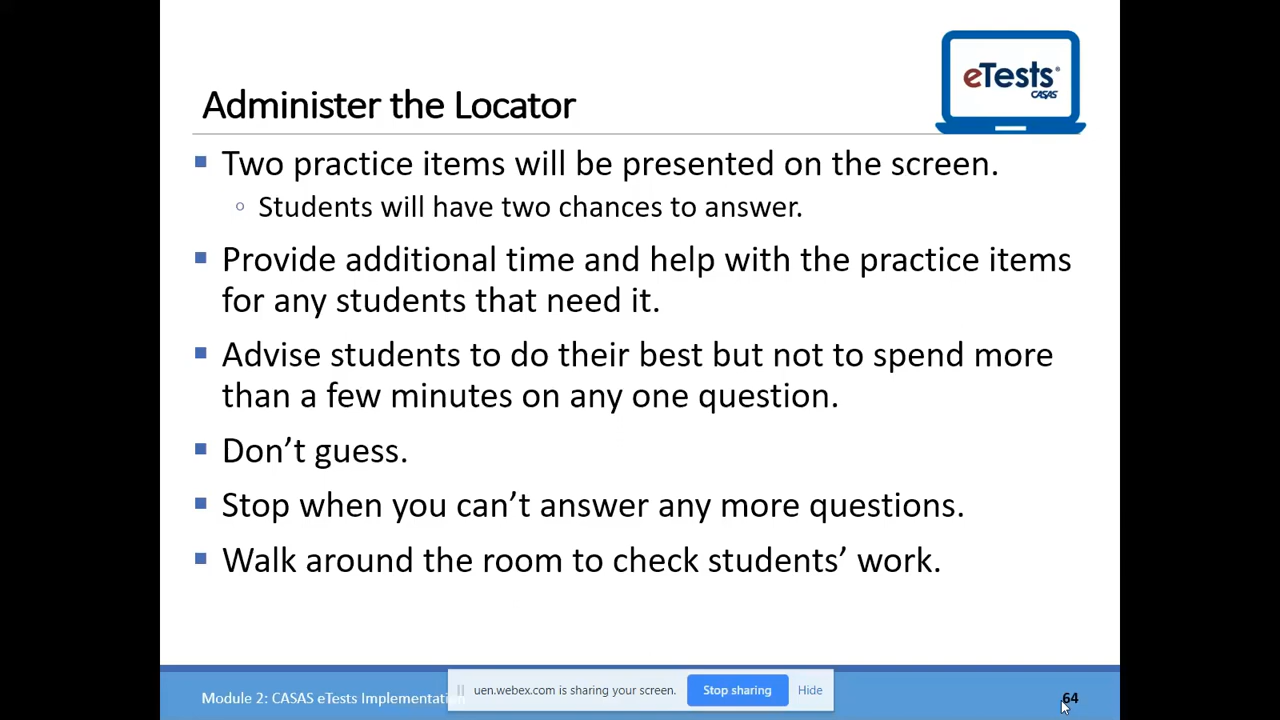 eTests®
CASAS
Administer the Locator
▪ Two practice items will be presented on the screen.
○ Students will have two chances to answer.
▪ Provide additional time and help with the practice items
for any students that need it.
▪ Advise students to do their best but not to spend more
than a few minutes on any one question.
▪ Don’t guess.
▪ Stop when you can’t answer any more questions.
▪ Walk around the room to check students’ work.
Module 2: CASAS eTests
uen.webex.com is sharing your screen. Stop sharing Hide
64